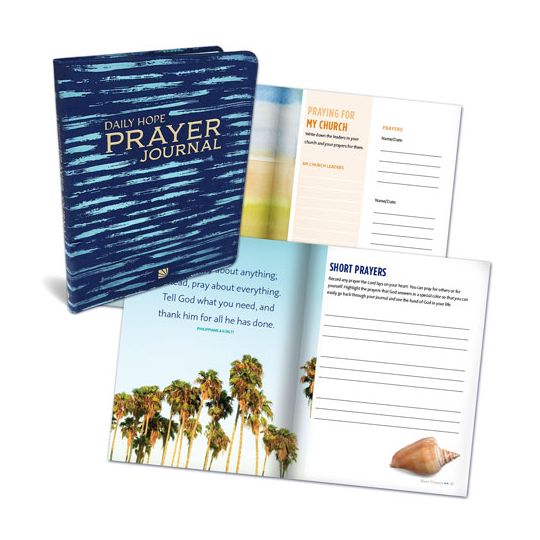 DAILY HOPE
PRAYER
JOURNAL
PRAYING FOR
MY CHURCH
Write down the leaders in your
church and your prayers for them.
MY CHURCH LEADERS
PRAYERS
Name/Date:
Name/Date
about anything;
pray about everything.
Tell God what you need, and
thank him for all he has done.
PHILIPPIANS 4:6 (NLT)
SHORT PRAYERS
Record any prayer the Lord lays on your heart. You can pray for others or for
yourself. Highlight the prayers that God answers in a special color so that you can
easily go back through your journal and see the hand of God in your life.
Short Prayers